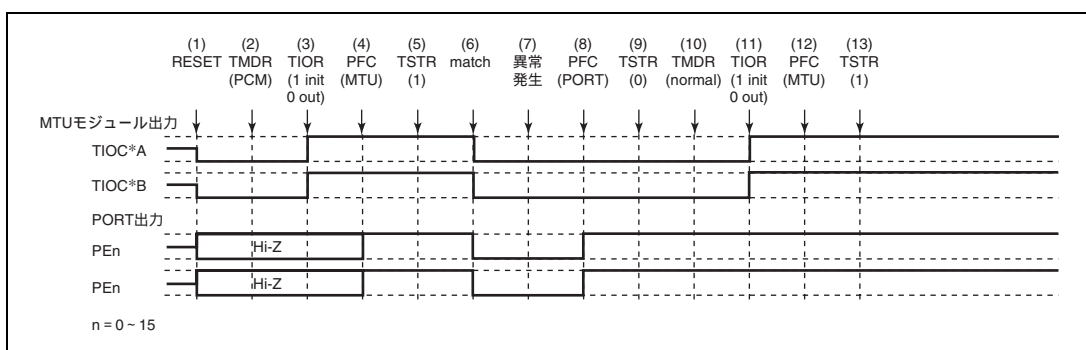 (1) (2) (3) (4) (5) (6) (7) (8) (9) (10) (11) (12) (13)
RESET TMDR TIOR PFC TSTR match 異常 PFC TSTR TMDR TIOR PFC TSTR
(PCM) (1 init (MTU) (1) 発生 (PORT) (0) (normal) (1 init (MTU) (1)
0 out) 0 out)
MTUモジュール出力
TIOC*A
TIOC*B
PORT出力
PEn Hi-Z
PEn Hi-Z
n = 0 ~ 15